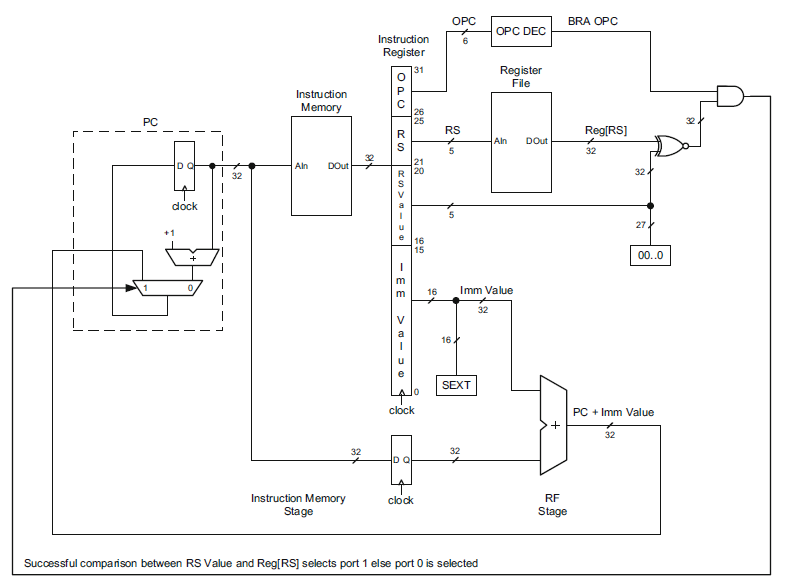 OPC
6
OPC DEC
BRA OPC
Instruction
Register
31
O
P
C
26
25
R
S
21
20
R
S
V
a
l
u
e
16
15
I
m
m
V
a
l
u
e
0
clock
Register
File
RS
5
AIn
DOut
Reg[RS]
32
32
32
5
27
00..0
Instruction
Memory
AIn
DOut
32
PC
D Q
32
clock
+1
+
1
0
16
Imm Value
32
16
SEXT
+
PC + Imm Value
32
32
D Q
32
clock
Instruction Memory
Stage
RF
Stage
Successful comparison between RS Value and Reg[RS] selects port 1 else port 0 is selected